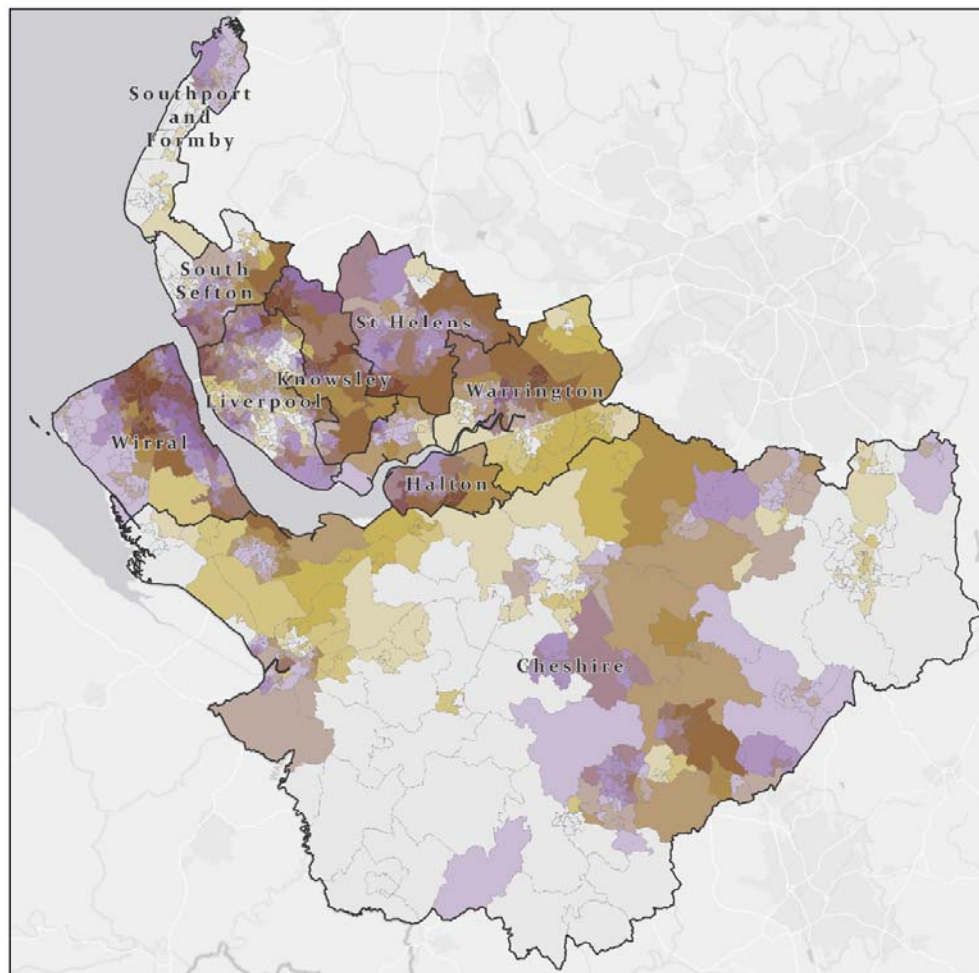 Southport
and
Formby
South
Sefton
St Helens
Knowsley
Liverpool
Warrington
Wirral
Halton
Cheshire